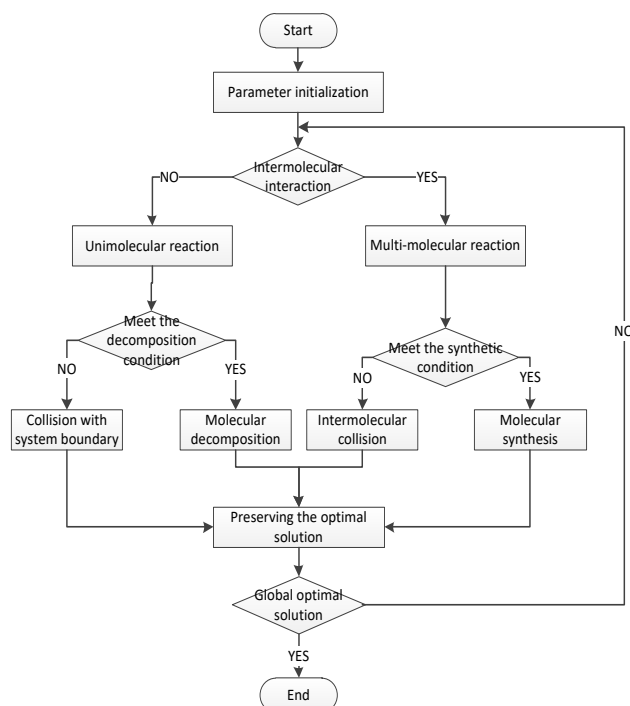 Start
Parameter initialization
Intermolecular
interaction
NO
YES
Unimolecular reaction
Multi-molecular reaction
Meet the
decomposition
condition
Meet the synthetic
condition
NO
NO
YES
NO
YES
Collision with
system boundary
Molecular
decomposition
Intermolecular
collision
Molecular
synthesis
Preserving the optimal
solution
Global optimal
solution
YES
End